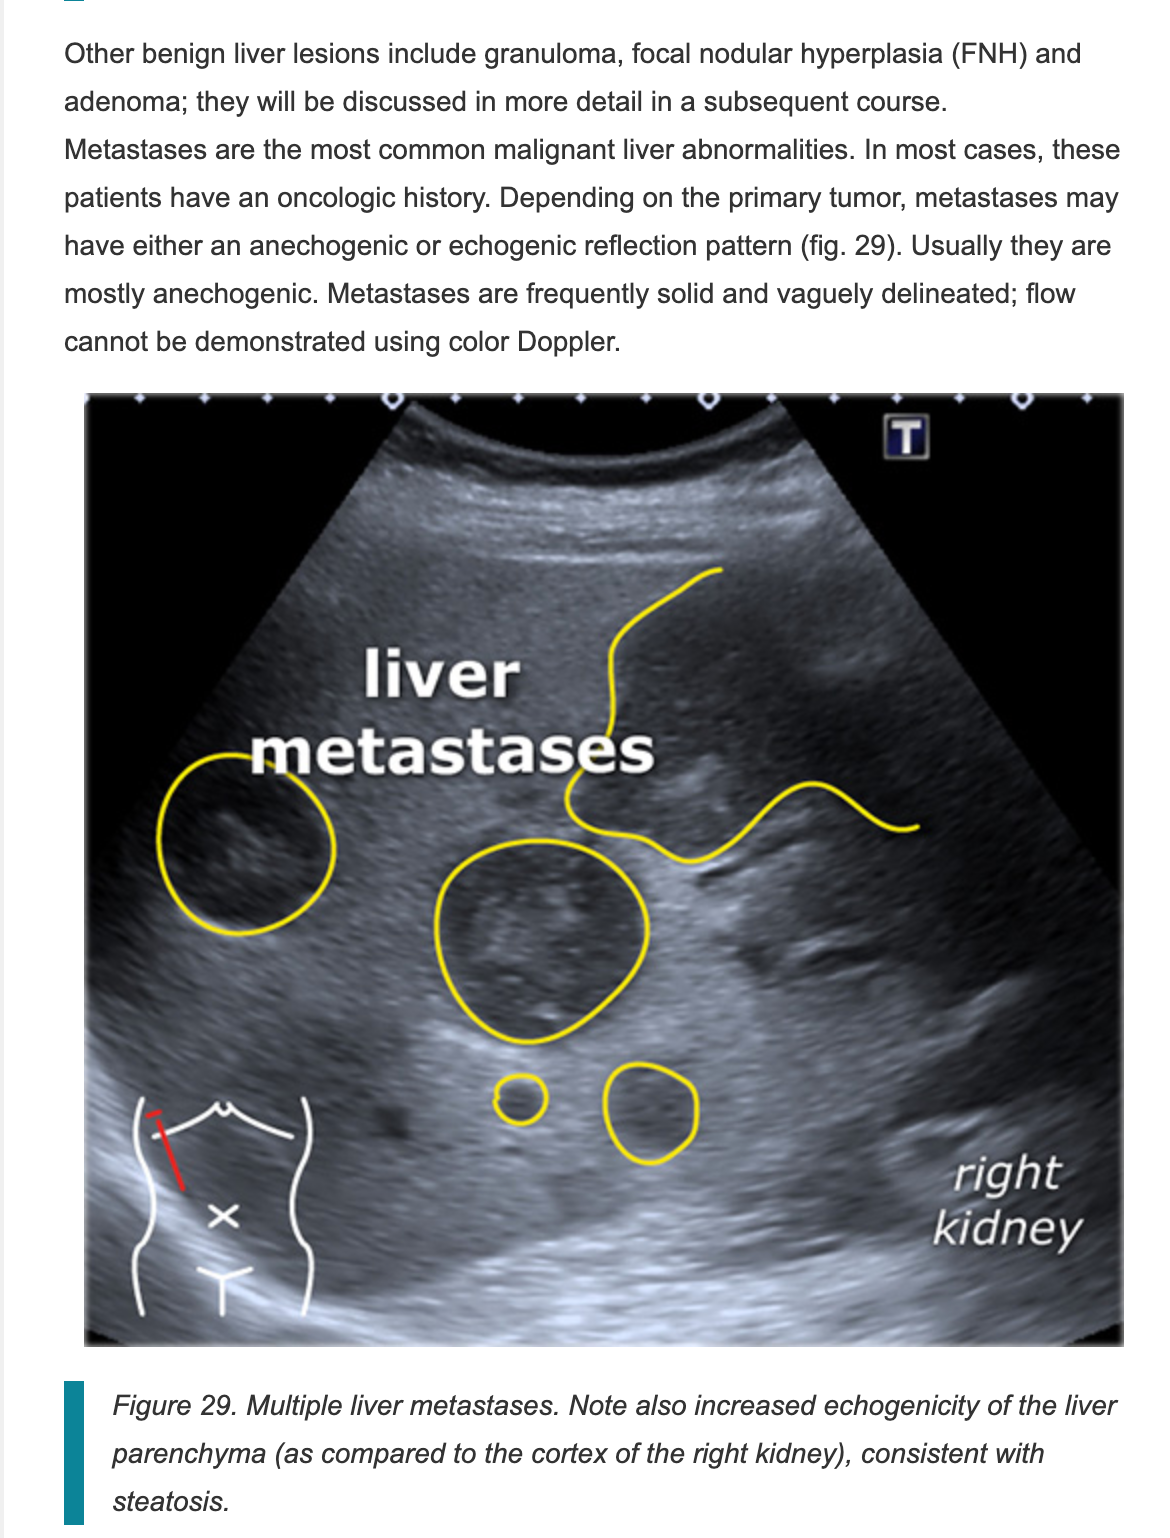 Other benign liver lesions include granuloma, focal nodular hyperplasia (FNH) and
adenoma; they will be discussed in more detail in a subsequent course.
Metastases are the most common malignant liver abnormalities. In most cases, these
patients have an oncologic history. Depending on the primary tumor, metastases may
have either an anechogenic or echogenic reflection pattern (fig. 29). Usually they are
mostly anechogenic. Metastases are frequently solid and vaguely delineated; flow
cannot be demonstrated using color Doppler.
T
liver
metastases
right
kidney
Figure 29. Multiple liver metastases. Note also increased echogenicity of the liver
parenchyma (as compared to the cortex of the right kidney), consistent with
steatosis.